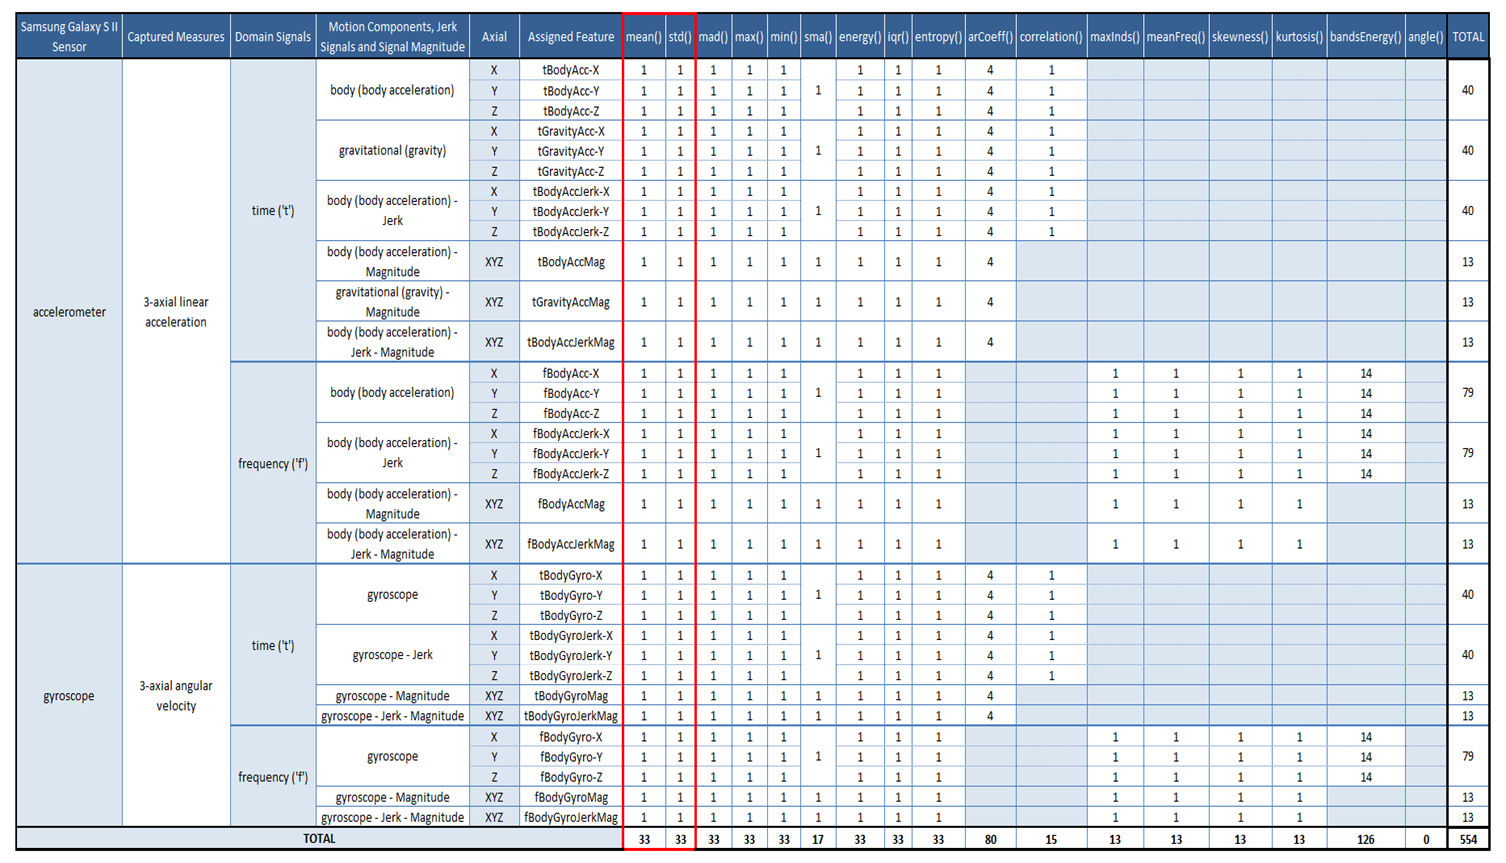 Samsung Galaxy S II Sensor Captured Measures Domain Signals Motion Components, Jerk Signals and Signal Magnitude Axial Assigned Feature mean() std() mad() max() min() sma() energy() iqr() entropy() arCoeff() correlation() maxInds() meanFreq() skewness() kurtosis() bandsEnergy() angle() TOTAL
X tBodyAcc-X 1 1 1 1 1 1 1 1 4 1
body (body acceleration) Y tBodyAcc-Y 1 1 1 1 1 1 1 1 1 4 1 40
Z tBodyAcc-Z 1 1 1 1 1 1 1 1 4 1
X tGravityAcc-X 1 1 1 1 1 1 1 1 4 1
gravitational (gravity) Y tGravityAcc-Y 1 1 1 1 1 1 1 1 1 4 1 40
Z tGravityAcc-Z 1 1 1 1 1 1 1 1 4 1
X tBodyAccJerk-X 1 1 1 1 1 1 1 1 4 1
time ('t') body (body acceleration) - Jerk Y tBodyAccJerk-Y 1 1 1 1 1 1 1 1 1 4 1 40
Z tBodyAccJerk-Z 1 1 1 1 1 1 1 1 4 1
body (body acceleration) - Magnitude XYZ tBodyAccMag 1 1 1 1 1 1 1 1 1 4 13
accelerometer 3-axial linear acceleration gravitational (gravity) - Magnitude XYZ tGravityAccMag 1 1 1 1 1 1 1 1 1 4 13
body (body acceleration) - Jerk - Magnitude XYZ tBodyAccJerkMag 1 1 1 1 1 1 1 1 1 4 13
X fBodyAcc-X 1 1 1 1 1 1 1 1 1 1 1 1 14
body (body acceleration) Y fBodyAcc-Y 1 1 1 1 1 1 1 1 1 1 1 1 1 14 79
Z fBodyAcc-Z 1 1 1 1 1 1 1 1 1 1 1 1 14
X fBodyAccJerk-X 1 1 1 1 1 1 1 1 1 1 1 1 14
frequency ('f') body (body acceleration) - Jerk Y fBodyAccJerk-Y 1 1 1 1 1 1 1 1 1 1 1 1 1 14 79
Z fBodyAccJerk-Z 1 1 1 1 1 1 1 1 1 1 1 1 14
body (body acceleration) - Magnitude XYZ fBodyAccMag 1 1 1 1 1 1 1 1 1 1 1 1 1 13
body (body acceleration) - Jerk - Magnitude XYZ fBodyAccJerkMag 1 1 1 1 1 1 1 1 1 1 1 1 1 13
X tBodyGyro-X 1 1 1 1 1 1 1 1 4 1
gyroscope Y tBodyGyro-Y 1 1 1 1 1 1 1 1 1 4 1 40
Z tBodyGyro-Z 1 1 1 1 1 1 1 1 4 1
X tBodyGyroJerk-X 1 1 1 1 1 1 1 1 4 1
time ('t') gyroscope - Jerk Y tBodyGyroJerk-Y 1 1 1 1 1 1 1 1 1 4 1 40
Z tBodyGyroJerk-Z 1 1 1 1 1 1 1 1 4 1
gyroscope 3-axial angular velocity gyroscope - Magnitude XYZ tBodyGyroMag 1 1 1 1 1 1 1 1 1 4 13
gyroscope - Jerk - Magnitude XYZ tBodyGyroJerkMag 1 1 1 1 1 1 1 1 1 4 13
X fBodyGyro-X 1 1 1 1 1 1 1 1 1 1 1 1 14
gyroscope Y fBodyGyro-Y 1 1 1 1 1 1 1 1 1 1 1 1 1 14 79
frequency ('f') Z fBodyGyro-Z 1 1 1 1 1 1 1 1 1 1 1 1 14
gyroscope - Magnitude XYZ fBodyGyroMag 1 1 1 1 1 1 1 1 1 1 1 1 1 13
gyroscope - Jerk - Magnitude XYZ fBodyGyroJerkMag 1 1 1 1 1 1 1 1 1 1 1 1 1 13
TOTAL 33 33 33 33 33 17 33 33 33 80 15 13 13 13 13 126 0 554